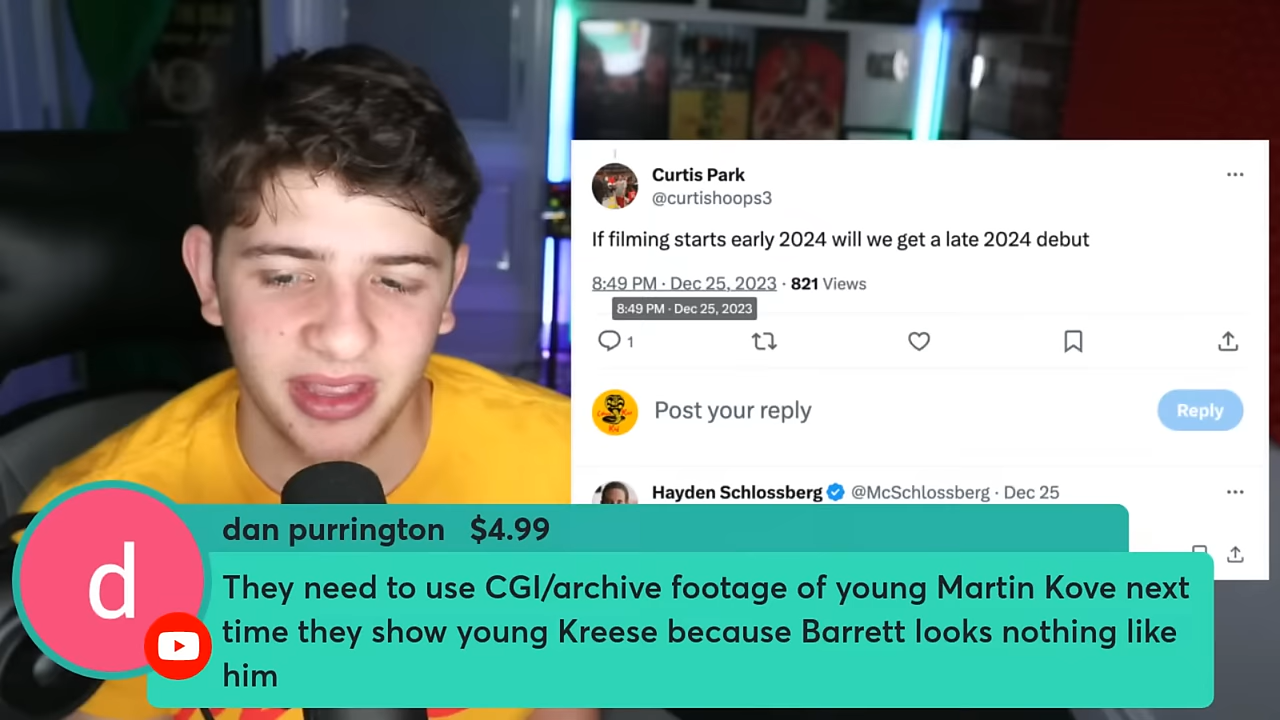 Curtis Park
@curtishoops3
If filming starts early 2024 will we get a late 2024 debut
8:49 PM · Dec 25, 2023 · 821 Views
8:49 PM · Dec 25, 2023
1
Post your reply
Reply
Hayden Schlossberg @McSchlossberg · Dec 25
dan purrington $4.99
d
They need to use CGI/archive footage of young Martin Kove next
time they show young Kreese because Barrett looks nothing like
him